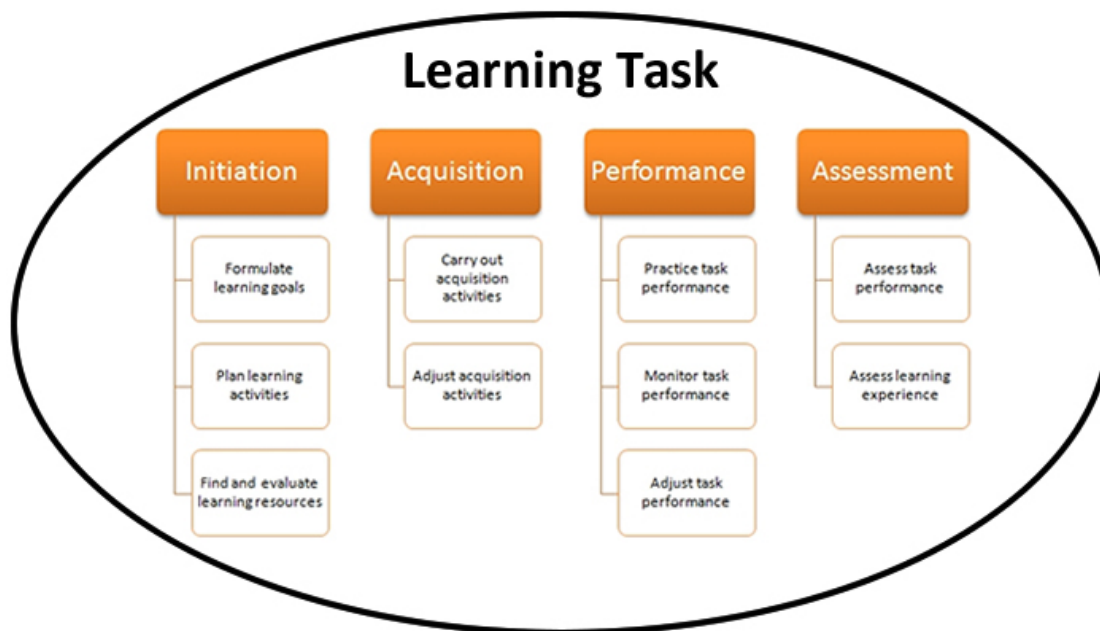 Learning Task
Initiation
Formulate
learning goals
Plan learning
activities
Find and evaluate
learning resources
Acquisition
Carry out
acquisition
activities
Adjust acquisition
activities
Performance
Practice task
performance
Monitor task
performance
Adjust task
performance
Assessment
Assess task
performance
Assess learning
experience